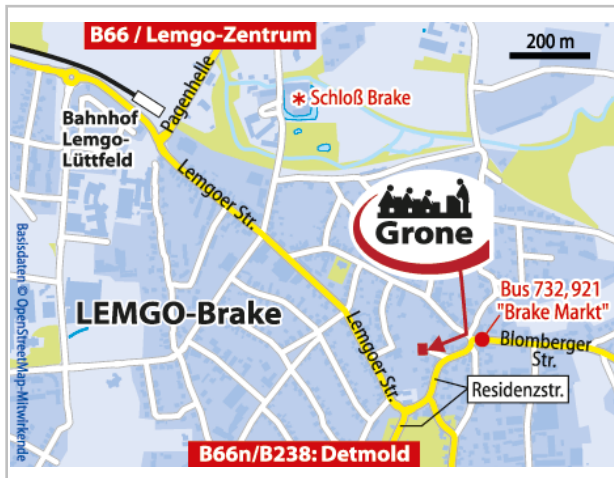 B66 / Lemgo-Zentrum
200 m
Pagenhelle
Schloß Brake
Bahnhof
Lemgo-
Lüttfeld
Lemgoer Str.
Grone
Basisdaten © OpenStreetMap-Mitwirkende
LEMGO-Brake
Bus 732, 921
"Brake Markt"
Lemgoer Str.
Blomberger
Str.
Residenzstr.
B66n/B238: Detmold